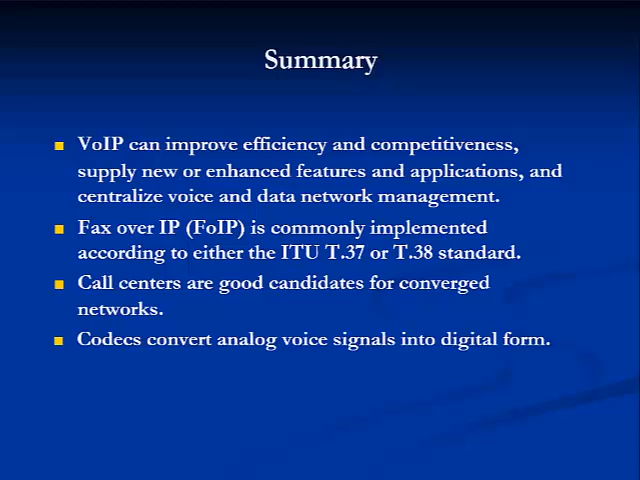 Summary
VoIP can improve efficiency and competitiveness,
supply new or enhanced features and applications, and
centralize voice and data network management.
Fax over IP (FoIP) is commonly implemented
according to either the ITU T.37 or T.38 standard.
Call centers are good candidates for converged
networks.
Codecs convert analog voice signals into digital form.